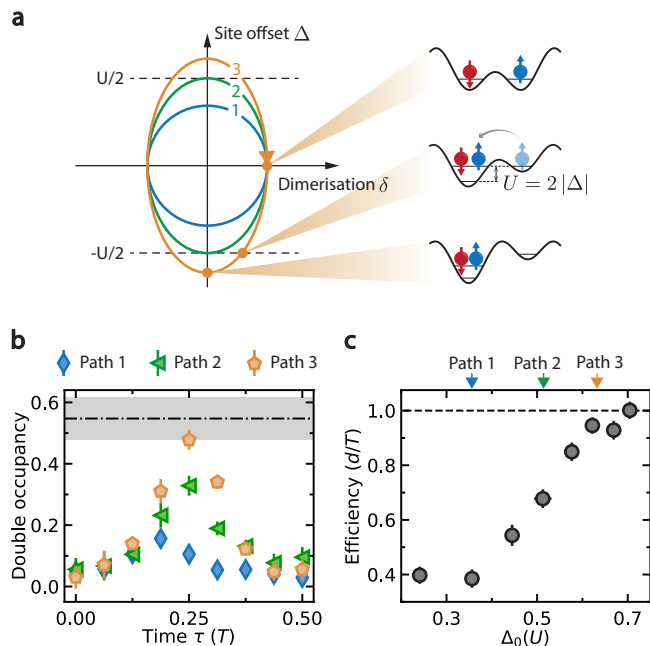 a
Site offset Δ
U/2
3
2
1
Dimerisation δ
-U/2
U = 2 |Δ|
b
Path 1
Path 2
Path 3
Double occupancy
0.6
0.4
0.2
0.0
0.00
0.25
0.50
Time τ (T)
c
Path 1
Path 2
Path 3
Efficiency (d/T)
1.0
0.8
0.6
0.4
0.3
0.5
0.7
Δ₀(U)